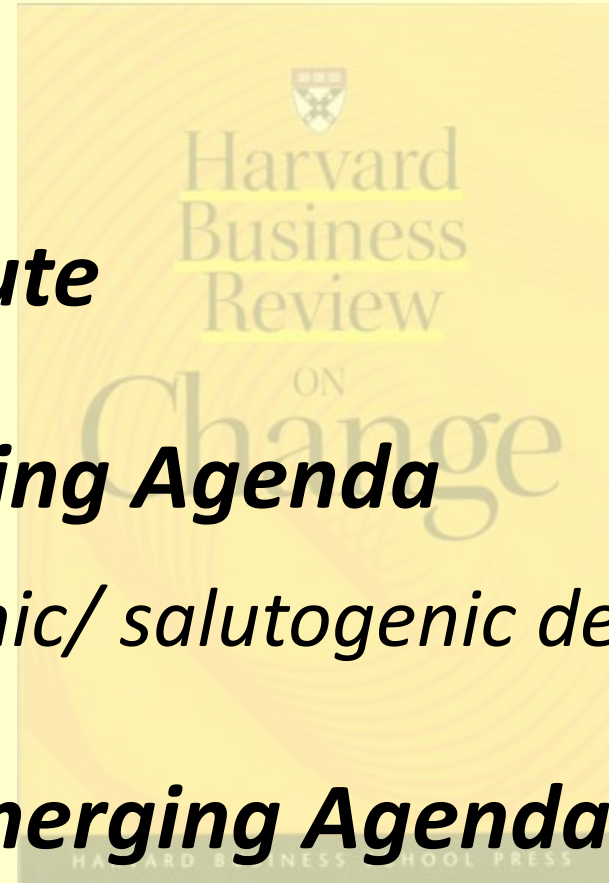 Harvard
Business
Review
ute
ON
Change
ing Agenda
nic/ salutogenic de
nerging Agenda
HARVARD BUSINESS SCHOOL PRESS